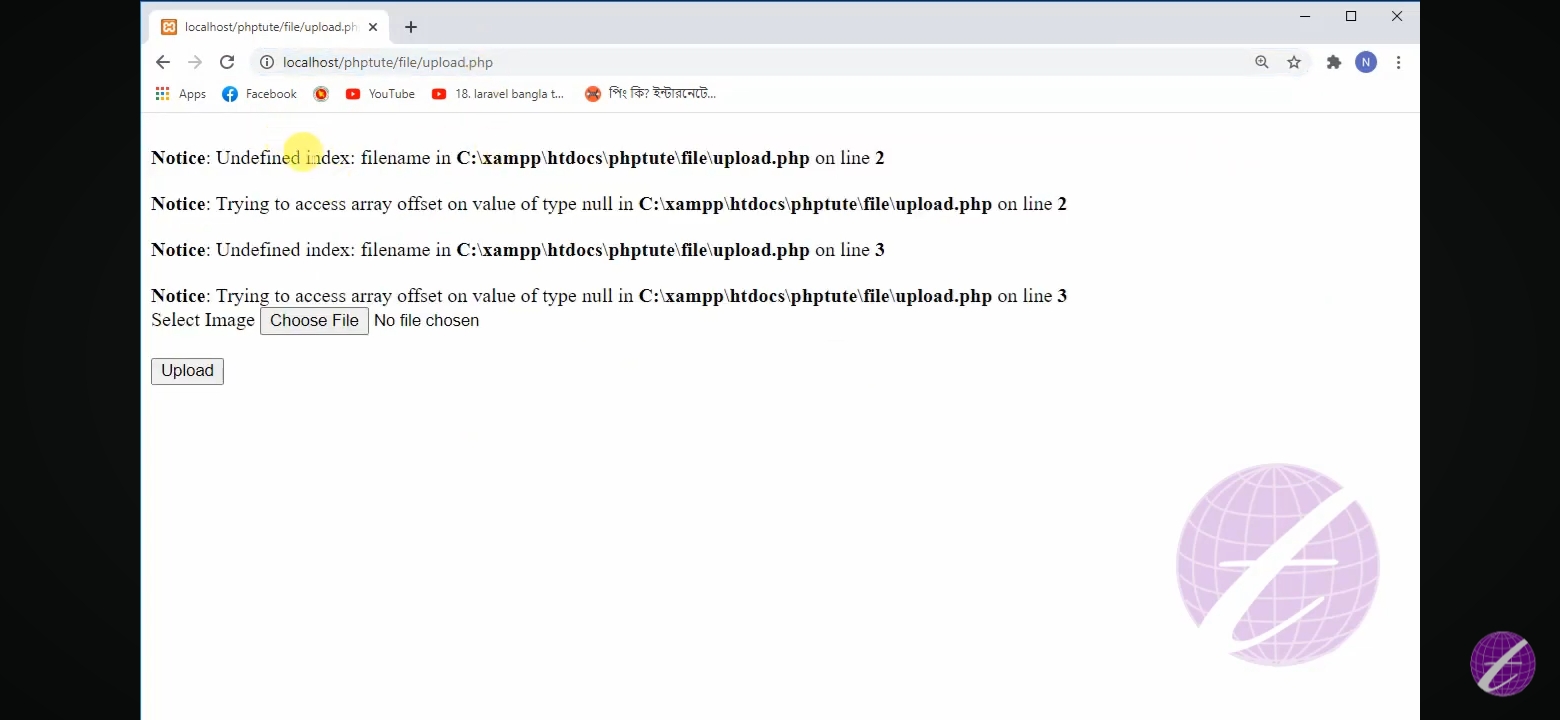 localhost/phptute/file/upload.ph
localhost/phptute/file/upload.php
N
Apps Facebook YouTube 18. laravel bangla t... পিং কি? ইন্টারনেটে...
Notice: Undefined index: filename in C:\xampp\htdocs\phptute\file\upload.php on line 2
Notice: Trying to access array offset on value of type null in C:\xampp\htdocs\phptute\file\upload.php on line 2
Notice: Undefined index: filename in C:\xampp\htdocs\phptute\file\upload.php on line 3
Notice: Trying to access array offset on value of type null in C:\xampp\htdocs\phptute\file\upload.php on line 3
Select Image Choose File No file chosen
Upload